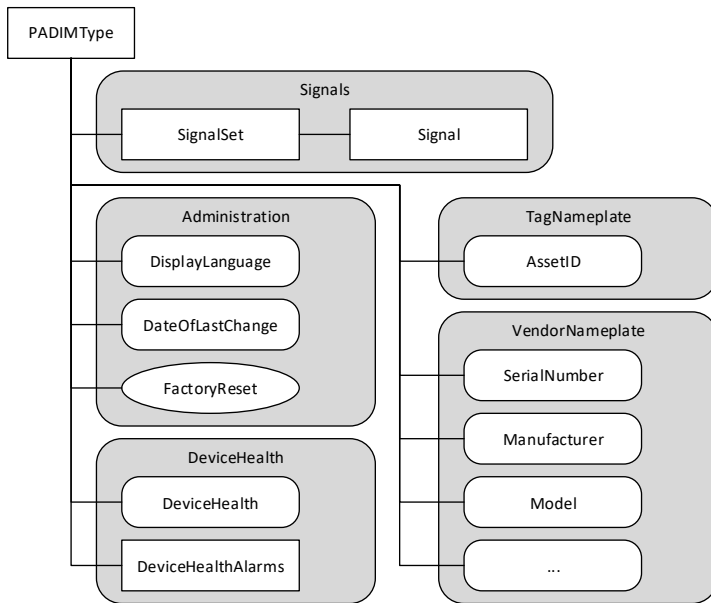 PADIMType
Signals
SignalSet
Signal
Administration
DisplayLanguage
DateOfLastChange
FactoryReset
TagNameplate
AssetID
VendorNameplate
SerialNumber
Manufacturer
Model
...
DeviceHealth
DeviceHealth
DeviceHealthAlarms